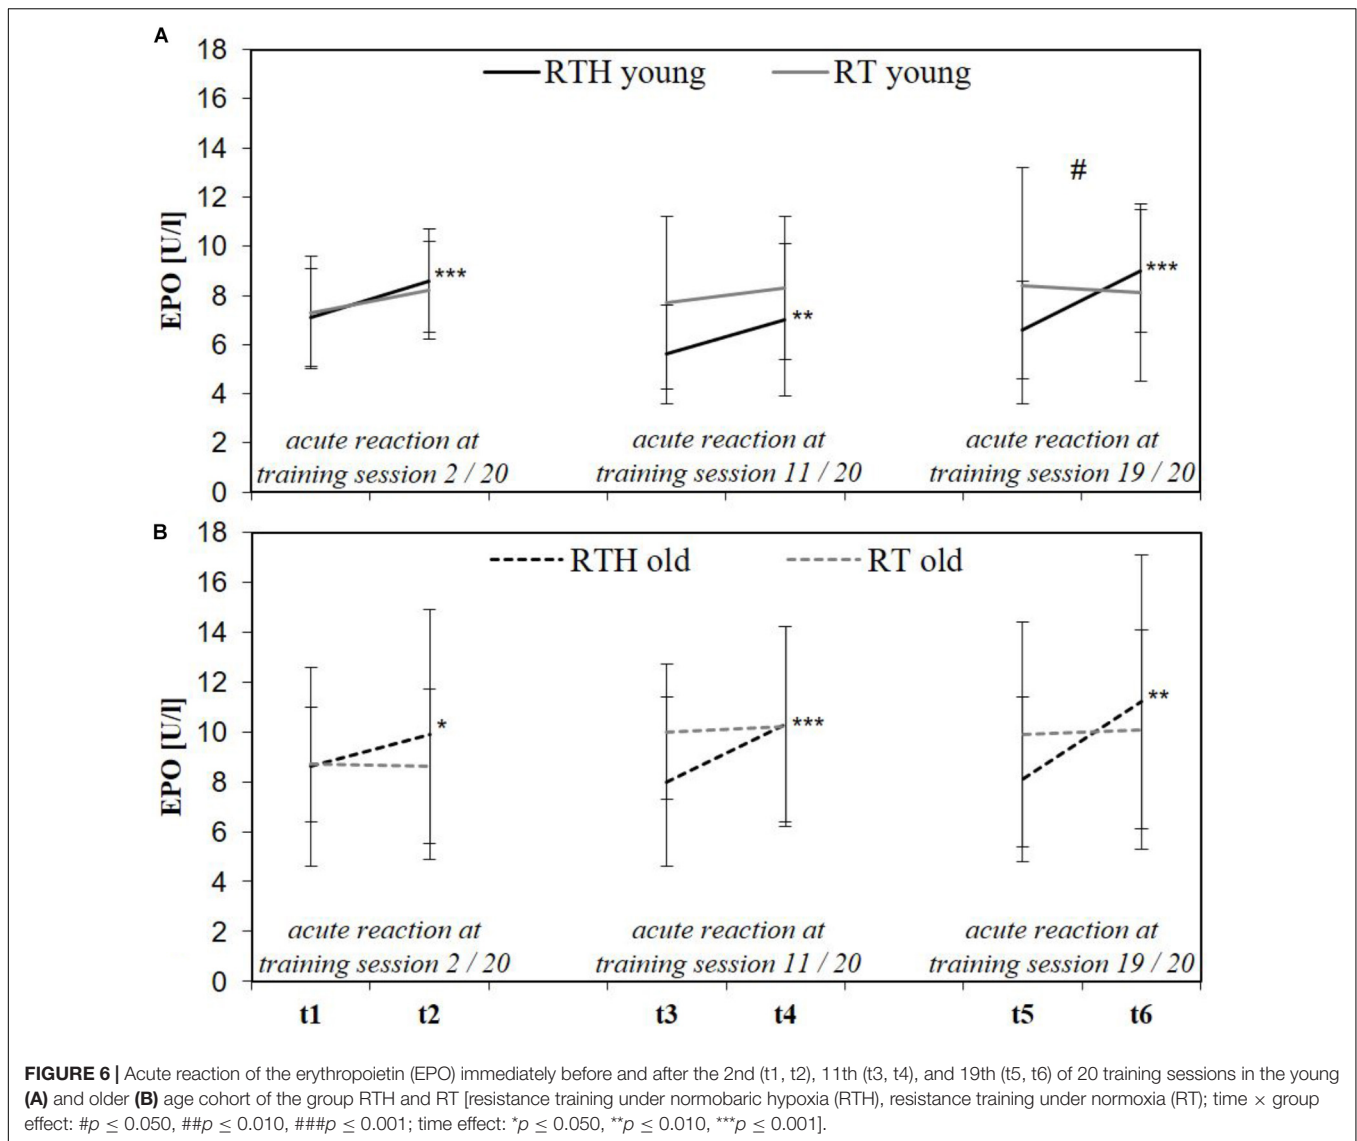 A
18
RTH young RT young
16
14
12
#
10
8
6
4
2
0
EPO [U/l]
***
**
***
acute reaction at
training session 2 / 20
acute reaction at
training session 11 / 20
acute reaction at
training session 19 / 20
B
18
RTH old RT old
16
14
12
10
8
6
4
2
0
EPO [U/l]
*
***
**
acute reaction at
training session 2 / 20
acute reaction at
training session 11 / 20
acute reaction at
training session 19 / 20
t1 t2 t3 t4 t5 t6
FIGURE 6 | Acute reaction of the erythropoietin (EPO) immediately before and after the 2nd (t1, t2), 11th (t3, t4), and 19th (t5, t6) of 20 training sessions in the young
(A) and older (B) age cohort of the group RTH and RT [resistance training under normobaric hypoxia (RTH), resistance training under normoxia (RT); time × group
effect: #p ≤ 0.050, ##p ≤ 0.010, ###p ≤ 0.001; time effect: *p ≤ 0.050, **p ≤ 0.010, ***p ≤ 0.001].